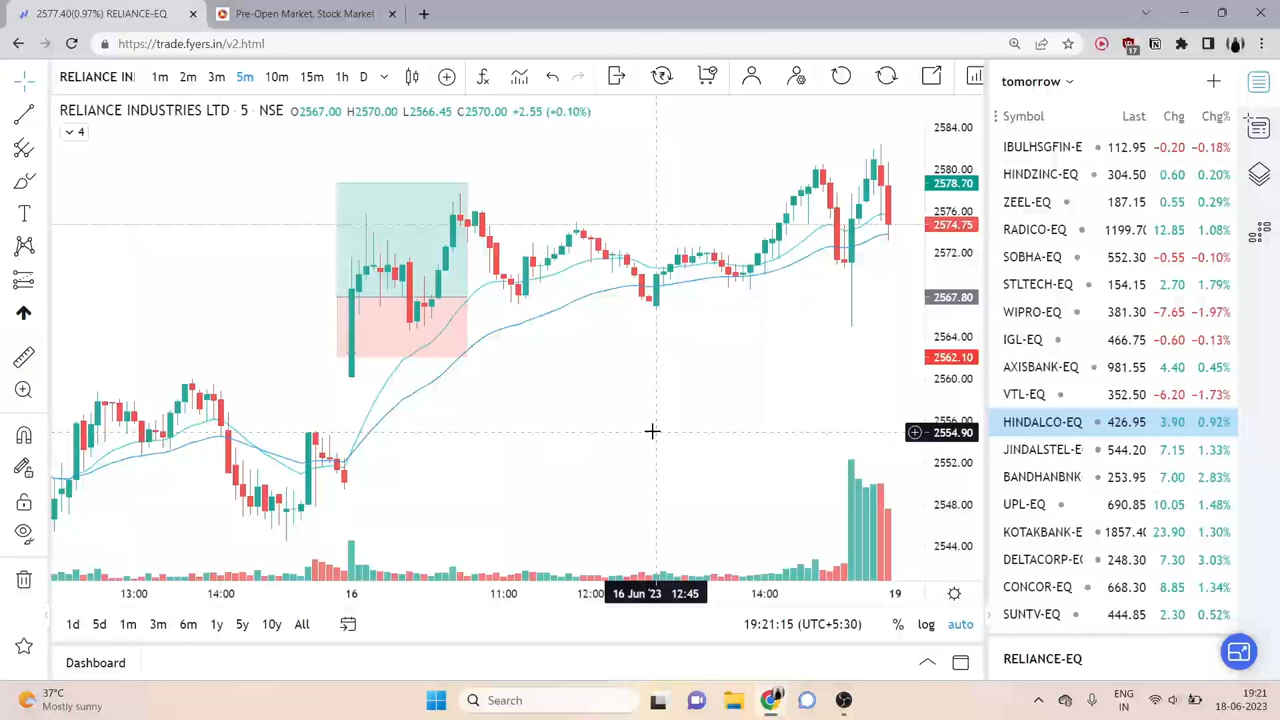 2577.40(0.97%) RELIANCE-EQ
Pre-Open Market, Stock Market
https://trade.fyers.in/v2.html
17
RELIANCE IN
1m 2m 3m 5m 10m 15m 1h D
tomorrow
RELIANCE INDUSTRIES LTD · 5 · NSE O2567.00 H2570.00 L2566.45 C2570.00 +2.55 (+0.10%)
4
2584.00
2580.00
2578.70
2576.00
2574.75
2572.00
2567.80
2564.00
2562.10
2560.00
2556.00
2554.90
2552.00
2548.00
2544.00
13:00 14:00 16 11:00 12:00 16 Jun '23 12:45 14:00 19
1d 5d 1m 3m 6m 1y 5y 10y All
19:21:15 (UTC+5:30) % log auto
Dashboard
Symbol Last Chg Chg%
IBULHSGFIN-E 112.95 −0.20 −0.18%
HINDZINC-EQ 304.50 0.60 0.20%
ZEEL-EQ 187.15 0.55 0.29%
RADICO-EQ 1199.70 12.85 1.08%
SOBHA-EQ 552.30 −0.55 −0.10%
STLTECH-EQ 154.15 2.70 1.79%
WIPRO-EQ 381.30 −7.65 −1.97%
IGL-EQ 466.75 −0.60 −0.13%
AXISBANK-EQ 981.55 4.40 0.45%
VTL-EQ 352.50 −6.20 −1.73%
HINDALCO-EQ 426.95 3.90 0.92%
JINDALSTEL-E 544.20 7.15 1.33%
BANDHANBNK 253.95 7.00 2.83%
UPL-EQ 690.85 10.05 1.48%
KOTAKBANK-E 1857.40 23.90 1.30%
DELTACORP-EQ 248.30 7.30 3.03%
CONCOR-EQ 668.30 8.85 1.34%
SUNTV-EQ 444.85 2.30 0.52%
RELIANCE-EQ
37°C
Mostly sunny
Search
ENG
IN
19:21
18-06-2023